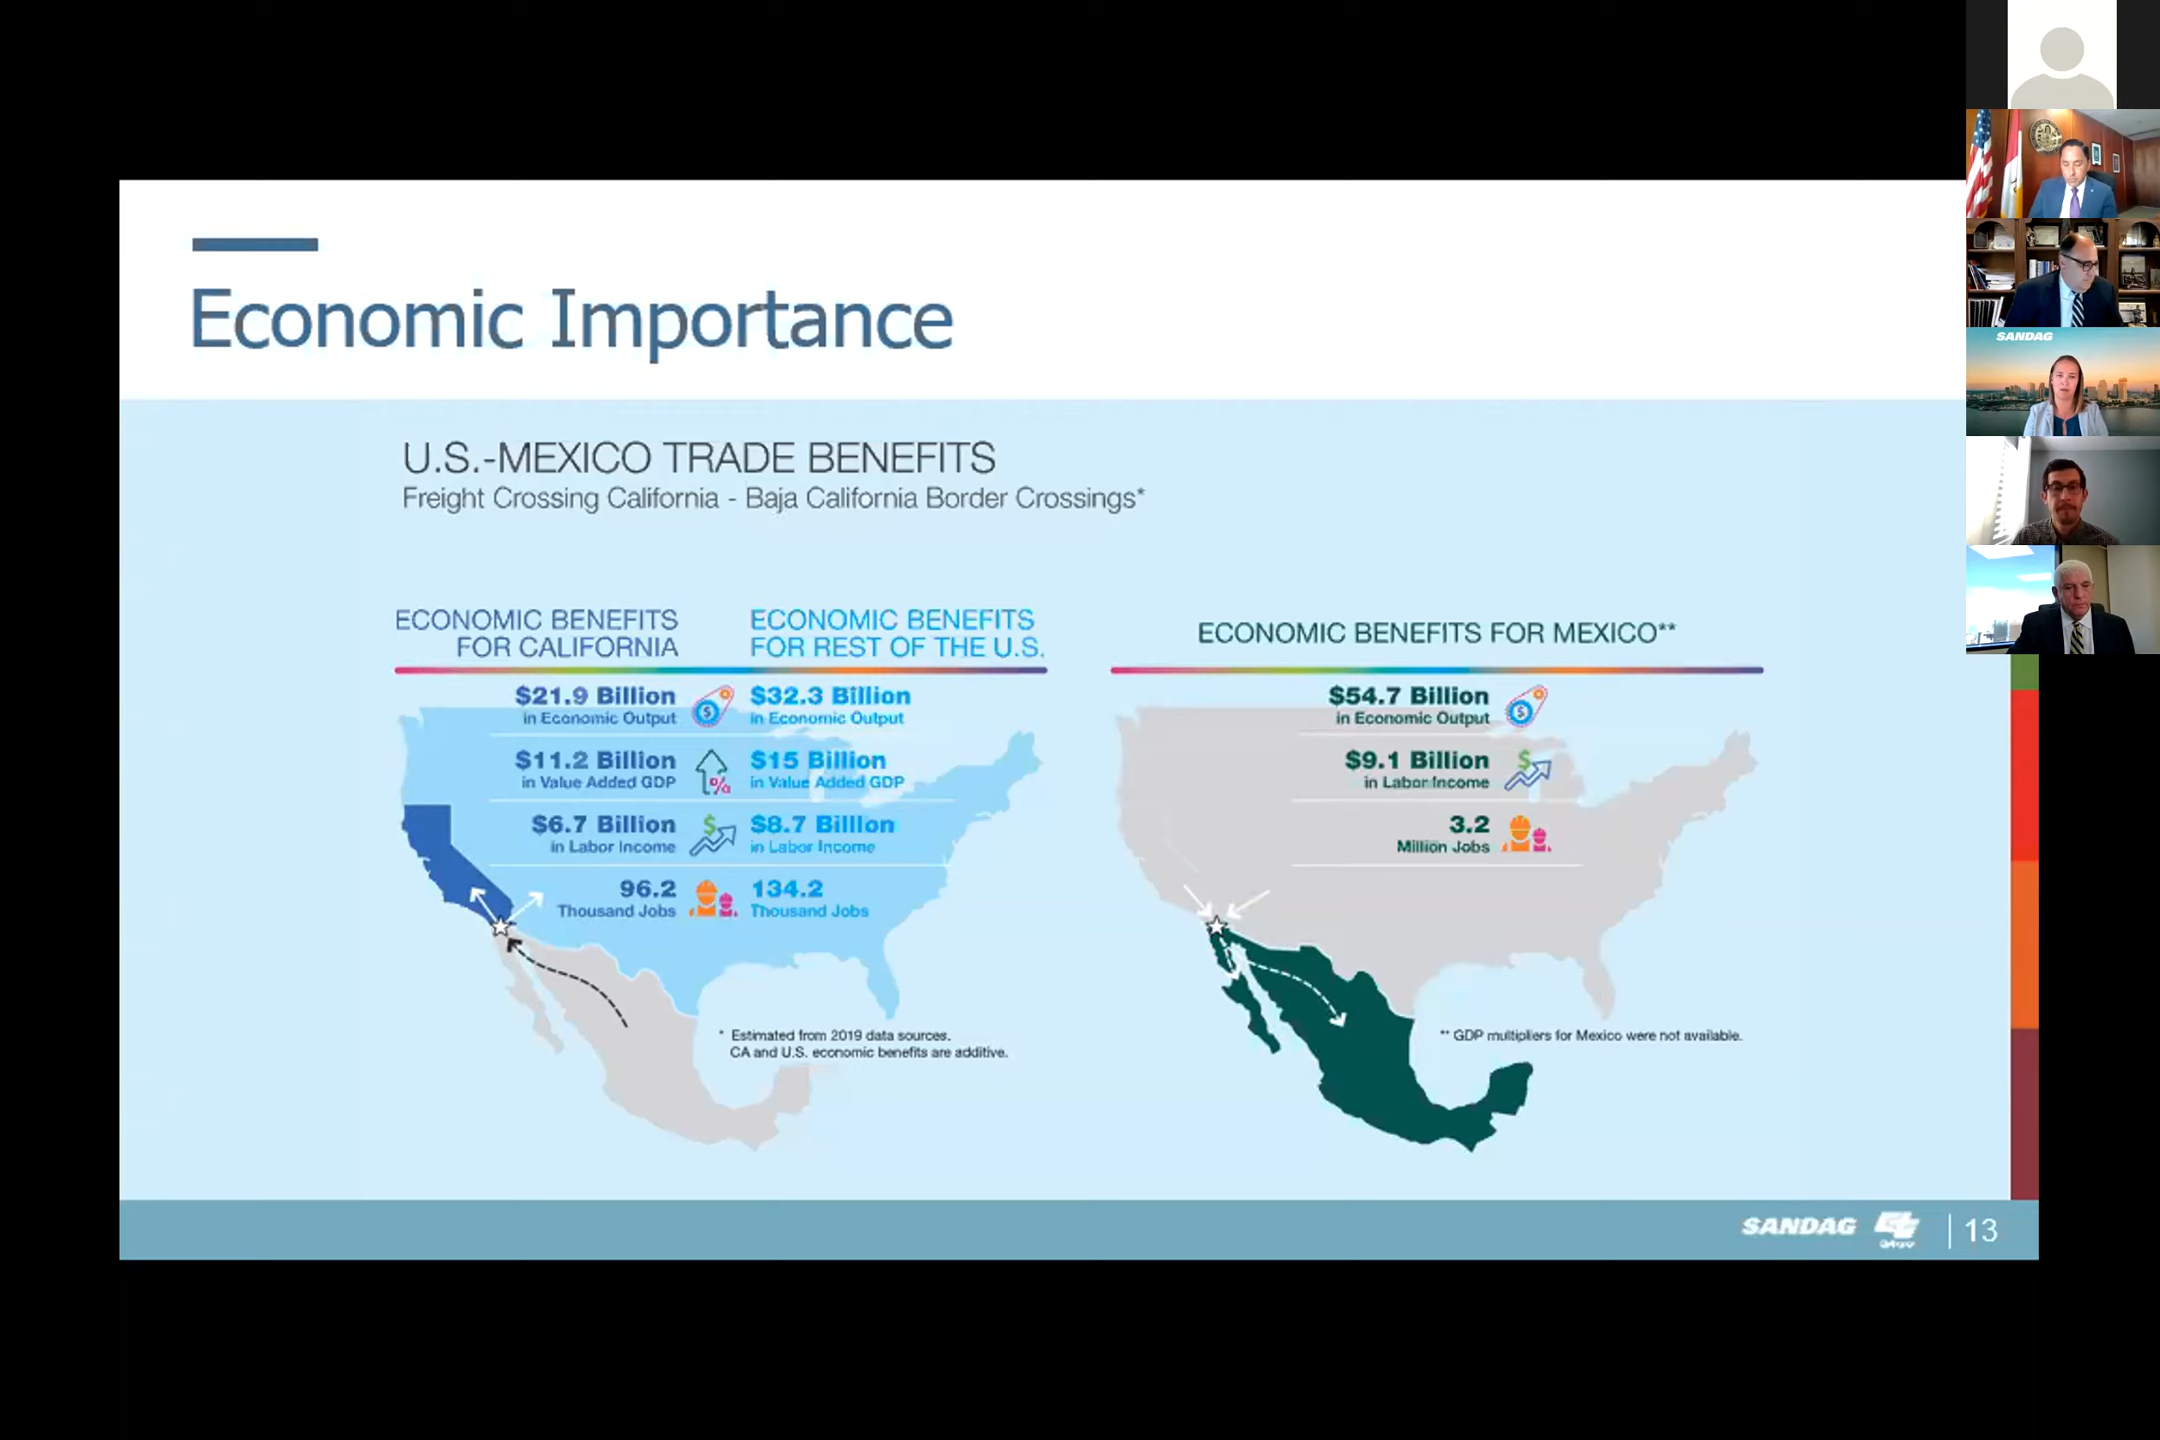 Economic Importance
U.S.-MEXICO TRADE BENEFITS
Freight Crossing California - Baja California Border Crossings*
ECONOMIC BENEFITS
FOR CALIFORNIA
ECONOMIC BENEFITS
FOR REST OF THE U.S.
$21.9 Billion
in Economic Output
$32.3 Billion
in Economic Output
$11.2 Billion
in Value Added GDP
%
$15 Billion
in Value Added GDP
$6.7 Billion
in Labor Income
$8.7 Billion
in Labor Income
96.2
Thousand Jobs
134.2
Thousand Jobs
* Estimated from 2019 data sources.
CA and U.S. economic benefits are additive.
ECONOMIC BENEFITS FOR MEXICO**
$54.7 Billion
in Economic Output
$9.1 Billion
in Labor Income
3.2
Million Jobs
** GDP multipliers for Mexico were not available.
SANDAG
13
SANDAG